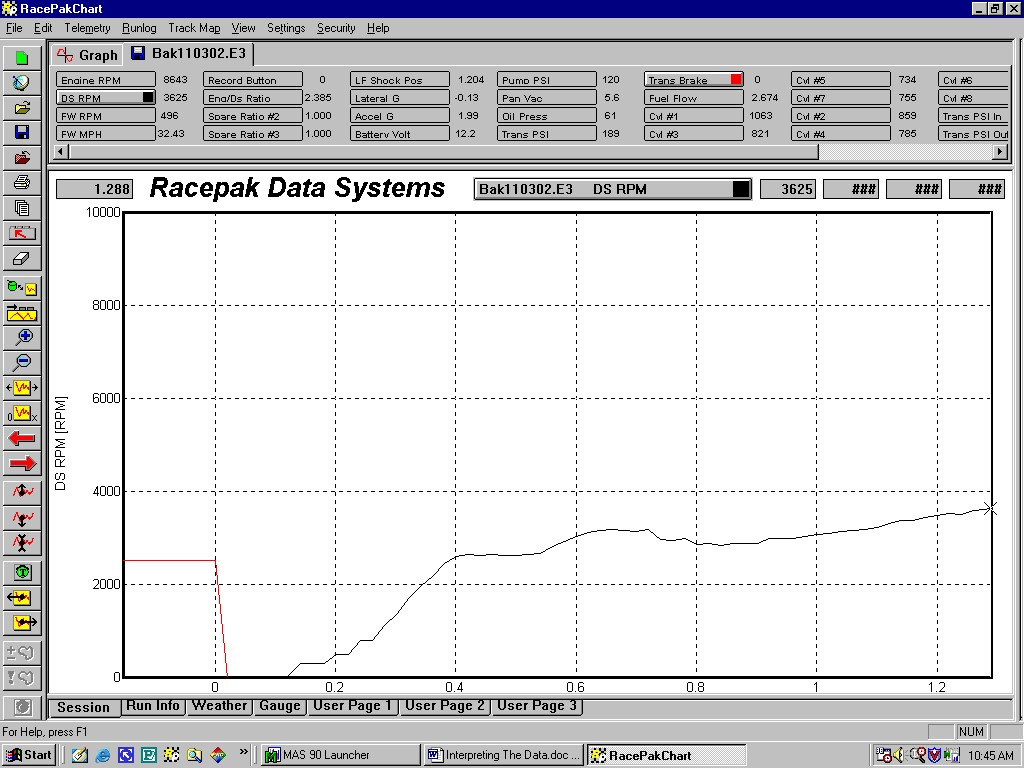 RacePakChart
File Edit Telemetry Runlog Track Map View Settings Security Help
Graph Bak110302.E3
Engine RPM 8643 Record Button 0 LF Shock Pos 1.204 Pump PSI 120 Trans Brake 0 Cyl #5 734 Cyl #6
DS RPM 3625 Eng/Ds Ratio 2.385 Lateral G -0.13 Pan Vac 5.6 Fuel Flow 2.674 Cyl #7 755 Cyl #8
FW RPM 496 Spare Ratio #2 1.000 Accel G 1.99 Oil Press 61 Cyl #1 1063 Cyl #2 859 Trans PSI In
FW MPH 32.43 Spare Ratio #3 1.000 Battery Volt 12.2 Trans PSI 189 Cyl #3 821 Cyl #4 785 Trans PSI Out
1.288 Racepak Data Systems Bak110302.E3 DS RPM 3625 ### ### ###
10000
8000
6000
4000
2000
0
DS RPM [RPM]
0 0.2 0.4 0.6 0.8 1 1.2
Session Run Info Weather Gauge User Page 1 User Page 2 User Page 3
For Help, press F1 NUM
Start MAS 90 Launcher Interpreting The Data.doc ... RacePakChart 10:45 AM